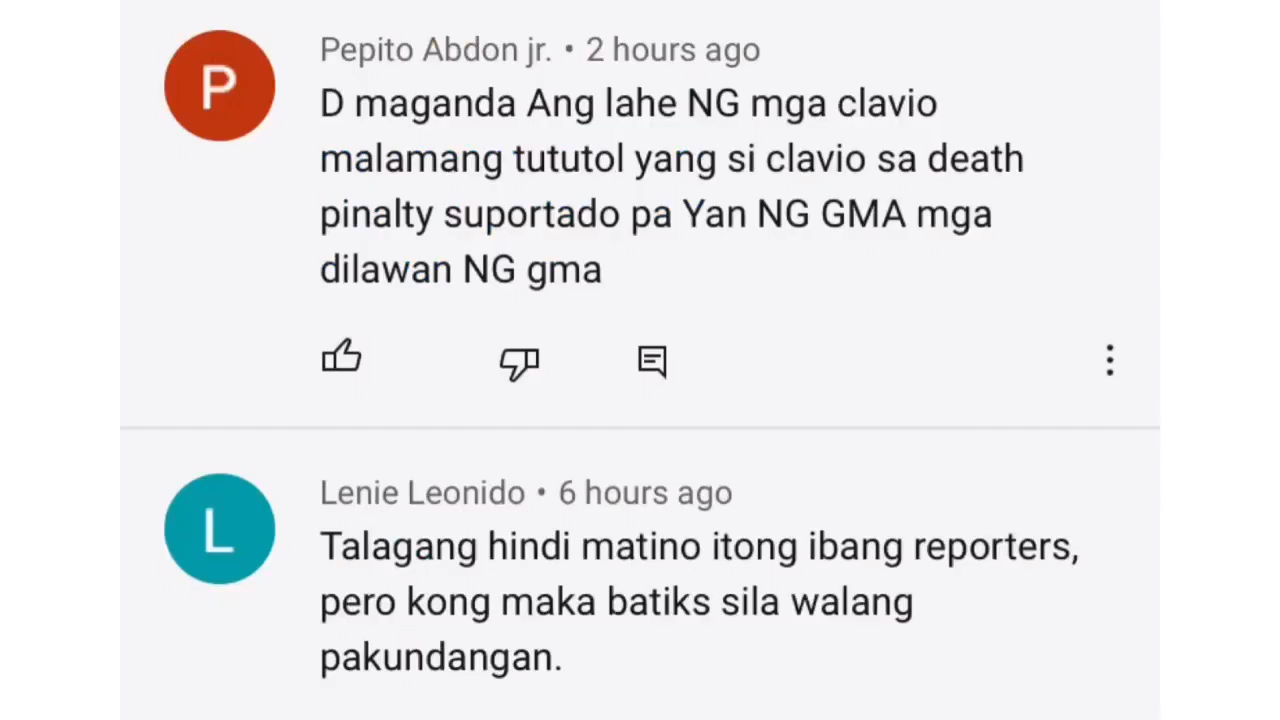 Pepito Abdon jr. • 2 hours ago
D maganda Ang lahe NG mga clavio
malamang tututol yang si clavio sa death
pinalty suportado pa Yan NG GMA mga
dilawan NG gma
Lenie Leonido • 6 hours ago
Talagang hindi matino itong ibang reporters,
pero kong maka batiks sila walang
pakundangan.
P
L